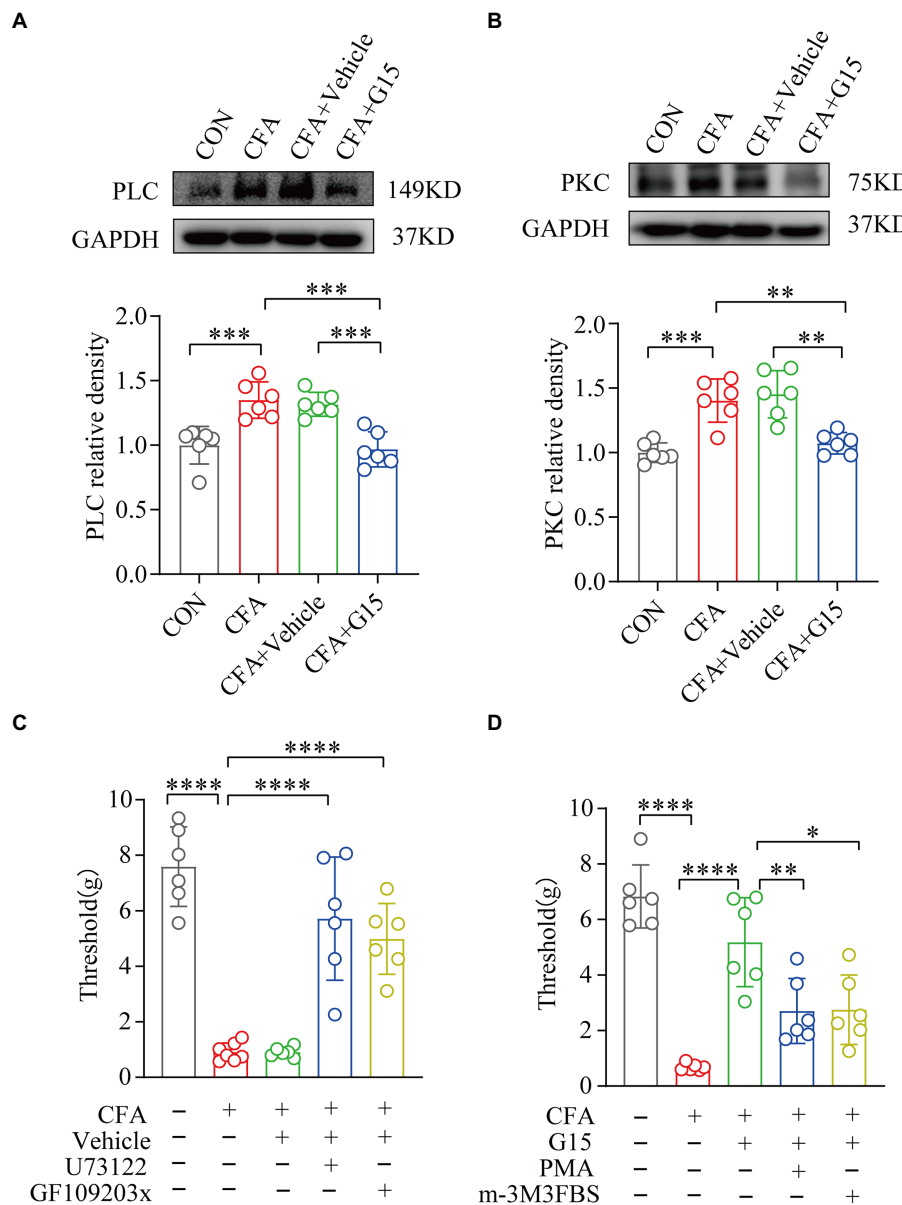 A
CON CFA CFA+Vehicle CFA+G15
PLC 149KD
GAPDH 37KD
*** ***
***
2.0
1.5
1.0
0.5
0.0
PLC relative density
CON CFA CFA+Vehicle CFA+G15
B
CON CFA CFA+Vehicle CFA+G15
PKC 75KD
GAPDH 37KD
**
*** **
2.0
1.5
1.0
0.5
0.0
PKC relative density
CON CFA CFA+Vehicle CFA+G15
C
****
**** ****
10
8
6
4
2
0
Threshold(g)
CFA − + + + +
Vehicle − − + + +
U73122 − − − + −
GF109203x − − − − +
D
**** *
**** **
10
8
6
4
2
0
Threshold(g)
CFA − + + + +
G15 − − + + +
PMA − − − + −
m-3M3FBS − − − − +